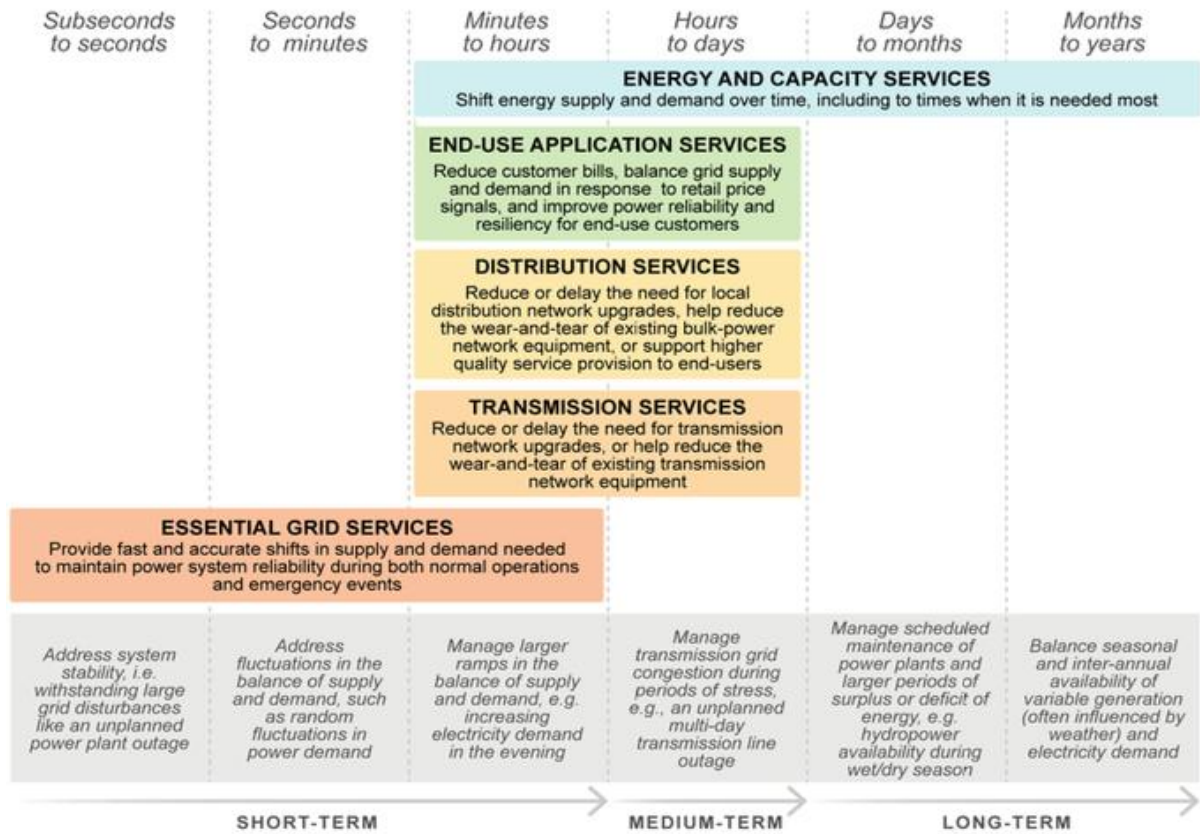 Subseconds
to seconds
Seconds
to minutes
Minutes
to hours
Hours
to days
Days
to months
Months
to years
ENERGY AND CAPACITY SERVICES
Shift energy supply and demand over time, including to times when it is needed most
END-USE APPLICATION SERVICES
Reduce customer bills, balance grid supply
and demand in response to retail price
signals, and improve power reliability and
resiliency for end-use customers
DISTRIBUTION SERVICES
Reduce or delay the need for local
distribution network upgrades, help reduce
the wear-and-tear of existing bulk-power
network equipment, or support higher
quality service provision to end-users
TRANSMISSION SERVICES
Reduce or delay the need for transmission
network upgrades, or help reduce the
wear-and-tear of existing transmission
network equipment
ESSENTIAL GRID SERVICES
Provide fast and accurate shifts in supply and demand needed
to maintain power system reliability during both normal operations
and emergency events
Address system
stability, i.e.
withstanding large
grid disturbances
like an unplanned
power plant outage
Address
fluctuations in the
balance of supply
and demand, such
as random
fluctuations in
power demand
Manage larger
ramps in the
balance of supply
and demand, e.g.
increasing
electricity demand
in the evening
Manage
transmission grid
congestion during
periods of stress,
e.g., an unplanned
multi-day
transmission line
outage
Manage scheduled
maintenance of
power plants and
larger periods of
surplus or deficit of
energy, e.g.
hydropower
availability during
wet/dry season
Balance seasonal
and inter-annual
availability of
variable generation
(often influenced by
weather) and
electricity demand
SHORT-TERM
MEDIUM-TERM
LONG-TERM